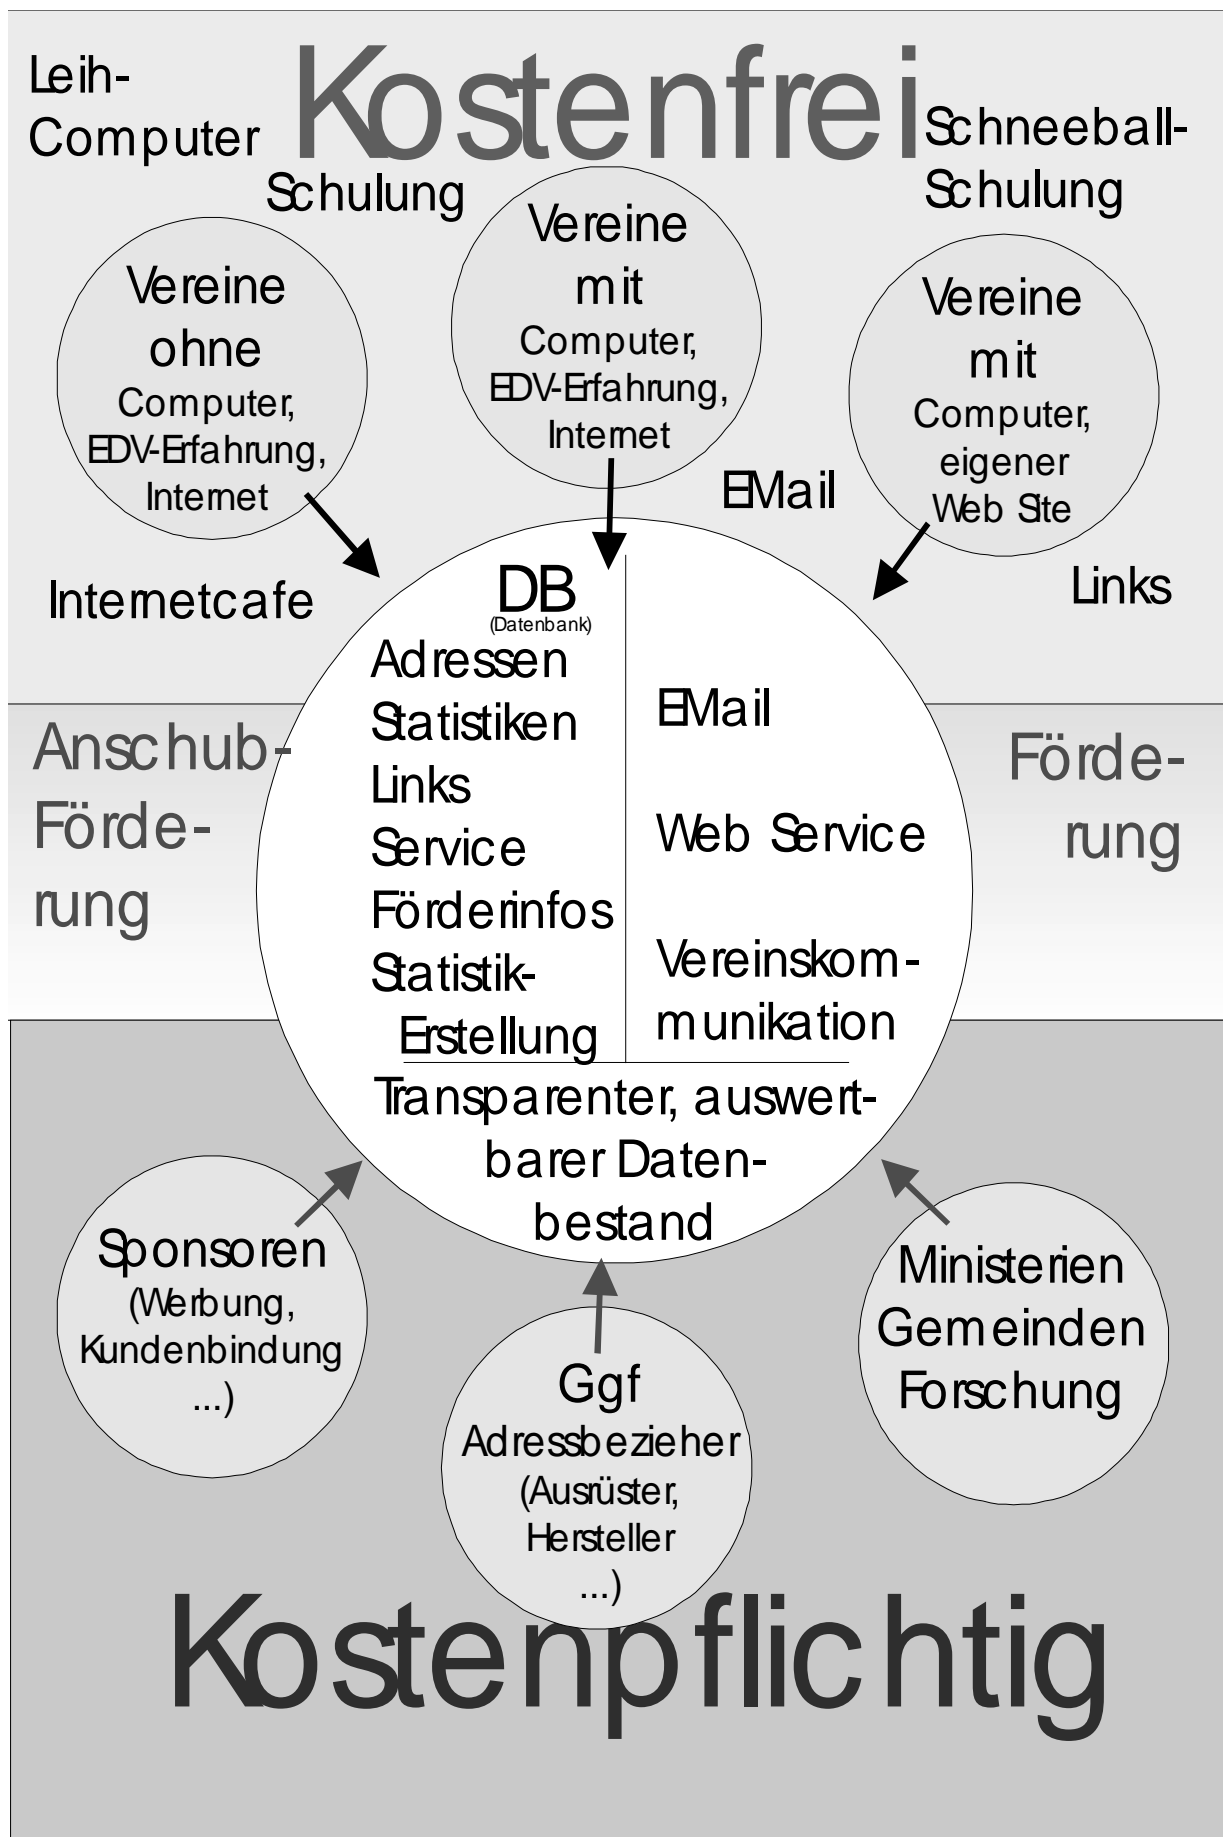 Kostenfrei
Leih-
Computer
Schulung
Schneeball-
Schulung
Vereine
ohne
Computer,
EDV-Erfahrung,
Internet
Vereine
mit
Computer,
EDV-Erfahrung,
Internet
Vereine
mit
Computer,
eigener
Web Site
EMail
Internetcafe
Links
Anschub-
Förde-
rung
Förde-
rung
DB
(Datenbank)
Adressen
Statistiken
Links
Service
Förderinfos
Statistik-
Erstellung
EMail
Web Service
Vereinskom-
munikation
Transparenter, auswert-
barer Daten-
bestand
Sponsoren
(Werbung,
Kundenbindung
...)
Ggf
Adressbezieher
(Ausrüster,
Hersteller
...)
Ministerien
Gemeinden
Forschung
Kostenpflichtig